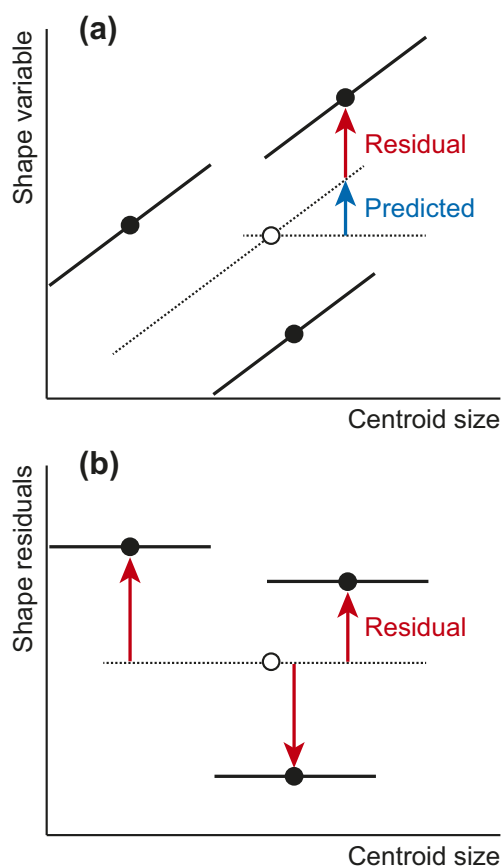 (a)
Shape variable
Residual
Predicted
Centroid size
(b)
Shape residuals
Residual
Centroid size